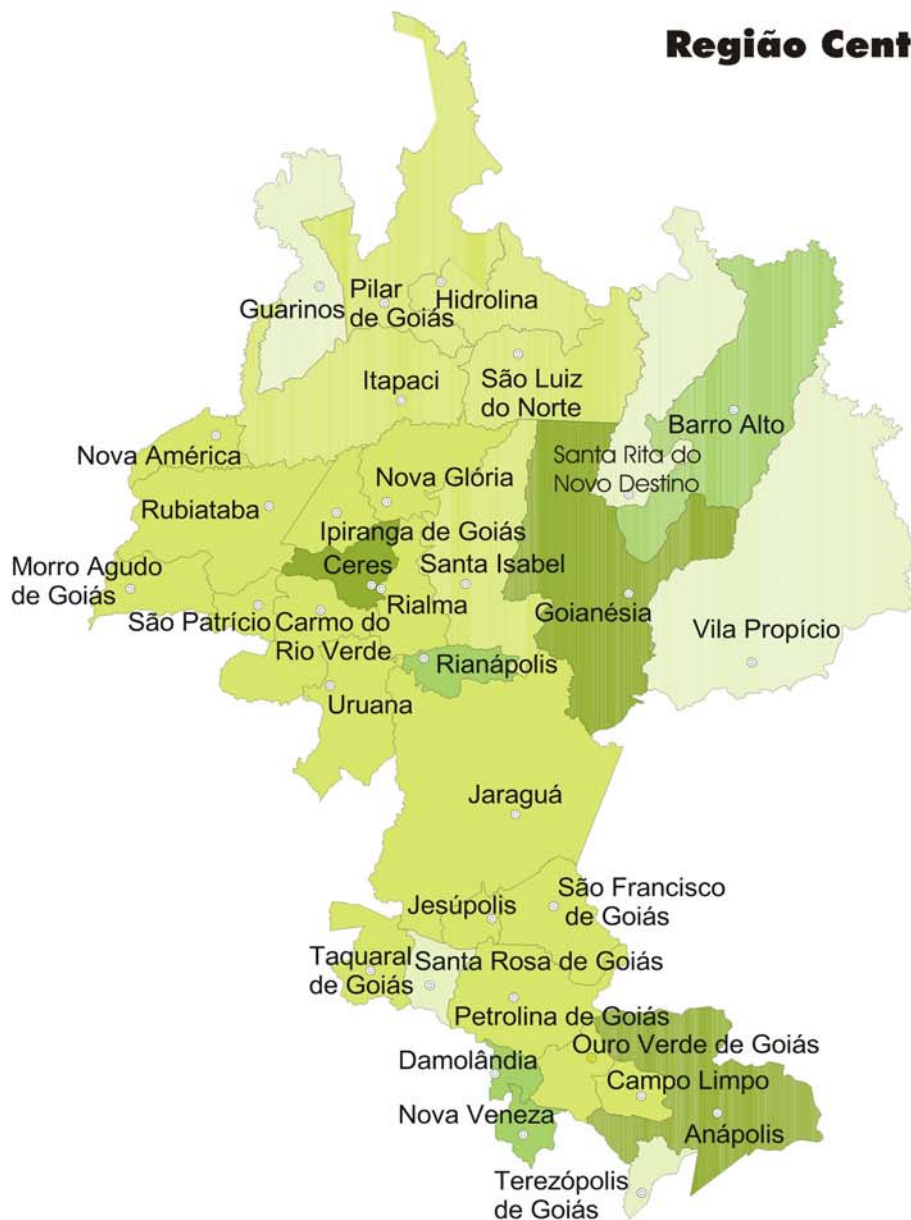 Região Cent
Guarinos
Pilar
de Goiás
Hidrolina
Itapaci
São Luiz
do Norte
Barro Alto
Nova América
Santa Rita do
Novo Destino
Nova Glória
Rubiataba
Ipiranga de Goiás
Morro Agudo
de Goiás
Ceres
Santa Isabel
Rialma
Goianésia
São Patrício
Carmo do
Rio Verde
Vila Propício
Rianápolis
Uruana
Jaraguá
Jesúpolis
São Francisco
de Goiás
Taquaral
de Goiás
Santa Rosa de Goiás
Petrolina de Goiás
Ouro Verde de Goiás
Damolândia
Campo Limpo
Nova Veneza
Anápolis
Terezópolis
de Goiás